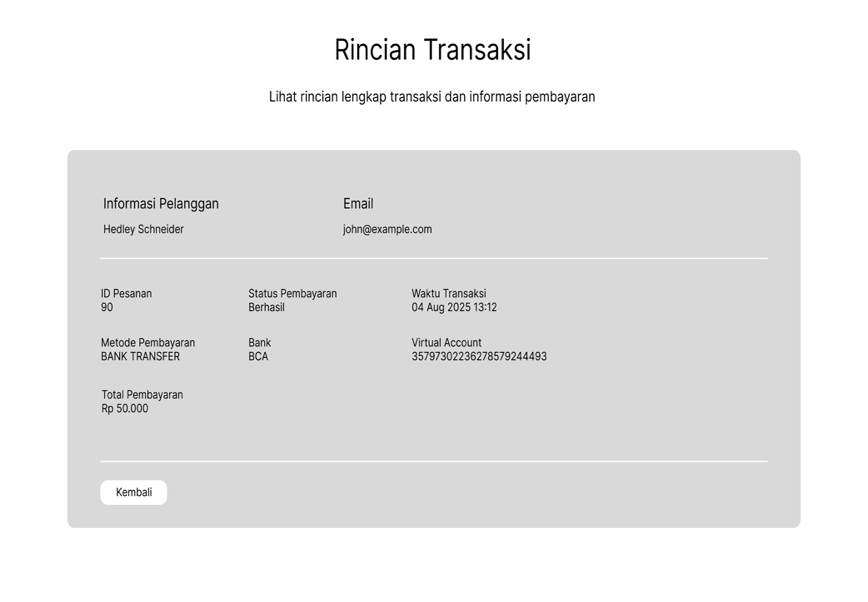 Rincian Transaksi
Lihat rincian lengkap transaksi dan informasi pembayaran
Informasi Pelanggan
Hedley Schneider
Email
john@example.com
ID Pesanan
90
Status Pembayaran
Berhasil
Waktu Transaksi
04 Aug 2025 13:12
Metode Pembayaran
BANK TRANSFER
Bank
BCA
Virtual Account
35797302236278579244493
Total Pembayaran
Rp 50.000
Kembali